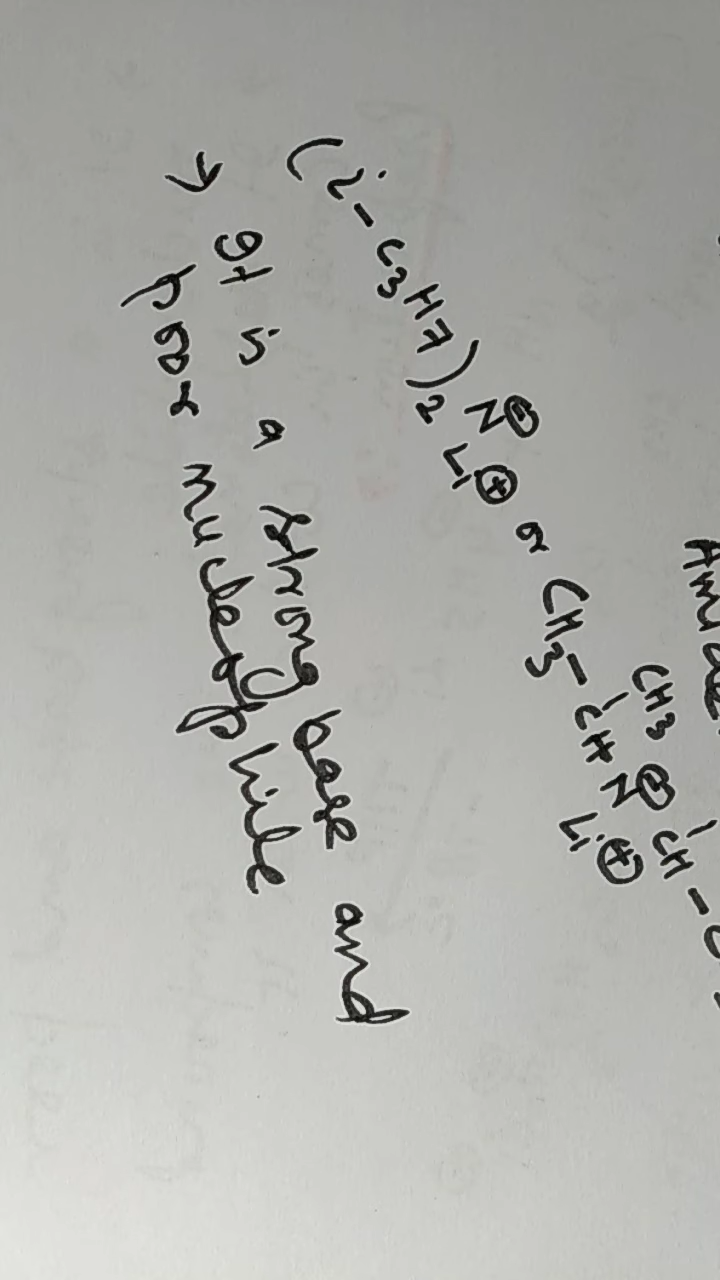 Amide
CH3
(i-C3H7)2 N⊖ Li⊕ or CH3-CH N⊖ Li⊕ CH-
→ It is a strong base and
poor nucleophile